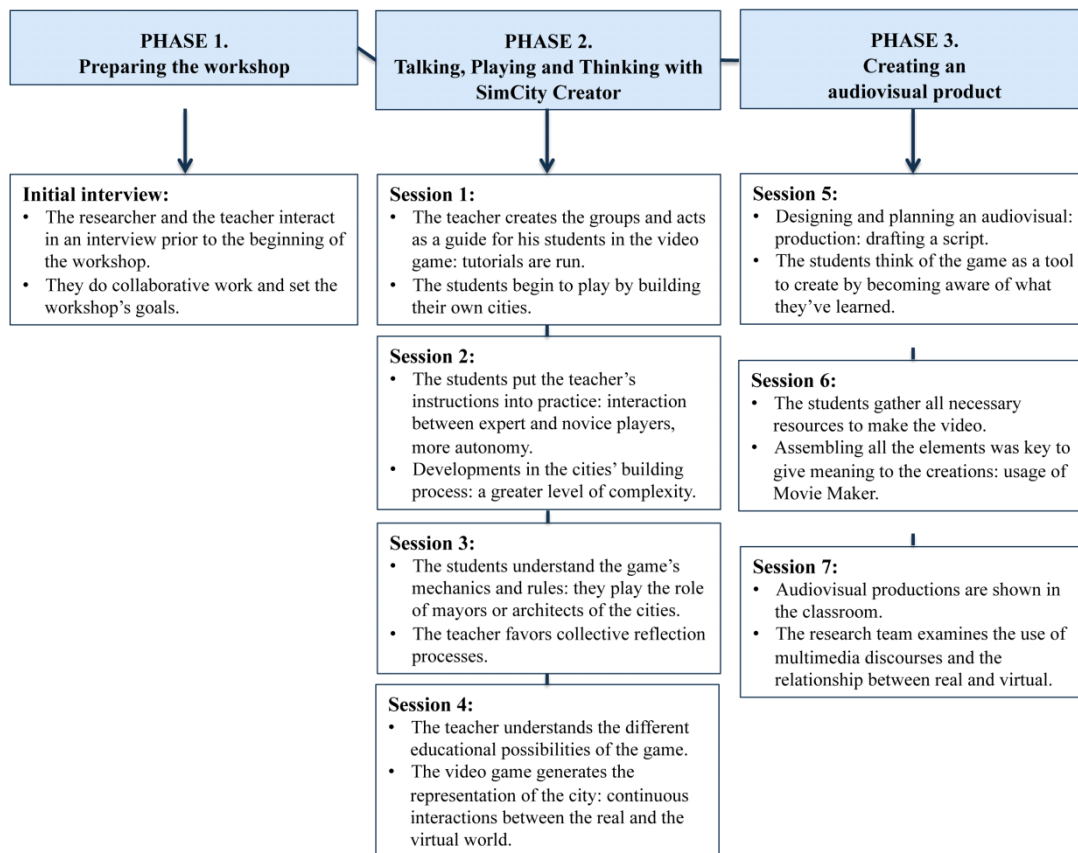 PHASE 1.
Preparing the workshop
Initial interview:
• The researcher and the teacher interact
in an interview prior to the beginning of
the workshop.
• They do collaborative work and set the
workshop's goals.
PHASE 2.
Talking, Playing and Thinking with
SimCity Creator
Session 1:
• The teacher creates the groups and acts
as a guide for his students in the video
game: tutorials are run.
• The students begin to play by building
their own cities.
Session 2:
• The students put the teacher's
instructions into practice: interaction
between expert and novice players,
more autonomy.
• Developments in the cities' building
process: a greater level of complexity.
Session 3:
• The students understand the game's
mechanics and rules: they play the role
of mayors or architects of the cities.
• The teacher favors collective reflection
processes.
Session 4:
• The teacher understands the different
educational possibilities of the game.
• The video game generates the
representation of the city: continuous
interactions between the real and the
virtual world.
PHASE 3.
Creating an
audiovisual product
Session 5:
• Designing and planning an audiovisual:
production: drafting a script.
• The students think of the game as a tool
to create by becoming aware of what
they've learned.
Session 6:
• The students gather all necessary
resources to make the video.
• Assembling all the elements was key to
give meaning to the creations: usage of
Movie Maker.
Session 7:
• Audiovisual productions are shown in
the classroom.
• The research team examines the use of
multimedia discourses and the
relationship between real and virtual.